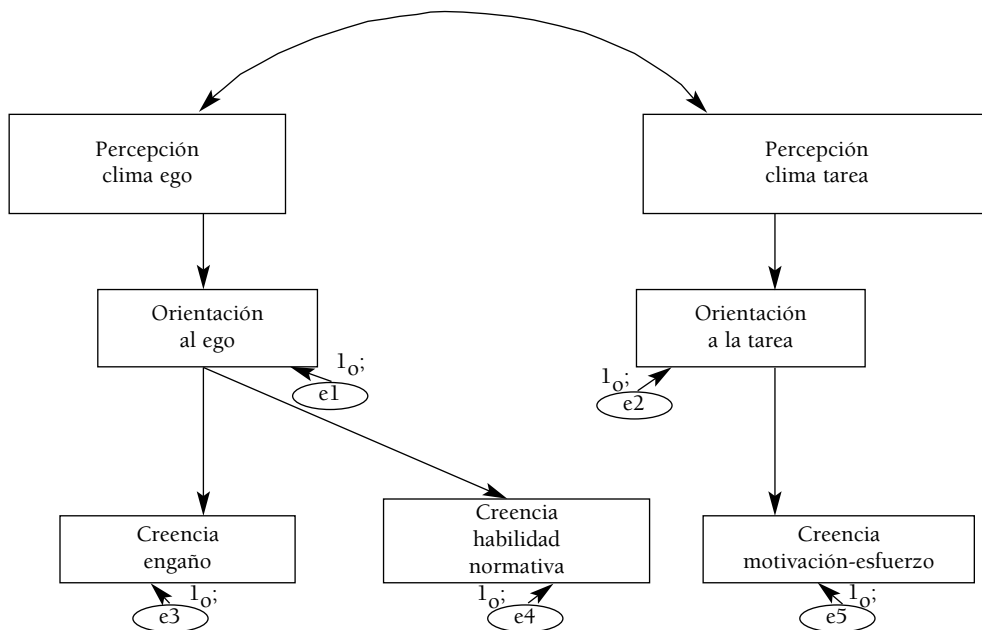 Percepción
clima ego
Percepción
clima tarea
Orientación
al ego
Orientación
a la tarea
1o;
e1
1o;
e2
Creencia
engaño
Creencia
habilidad
normativa
Creencia
motivación-esfuerzo
1o;
e3
1o;
e4
1o;
e5